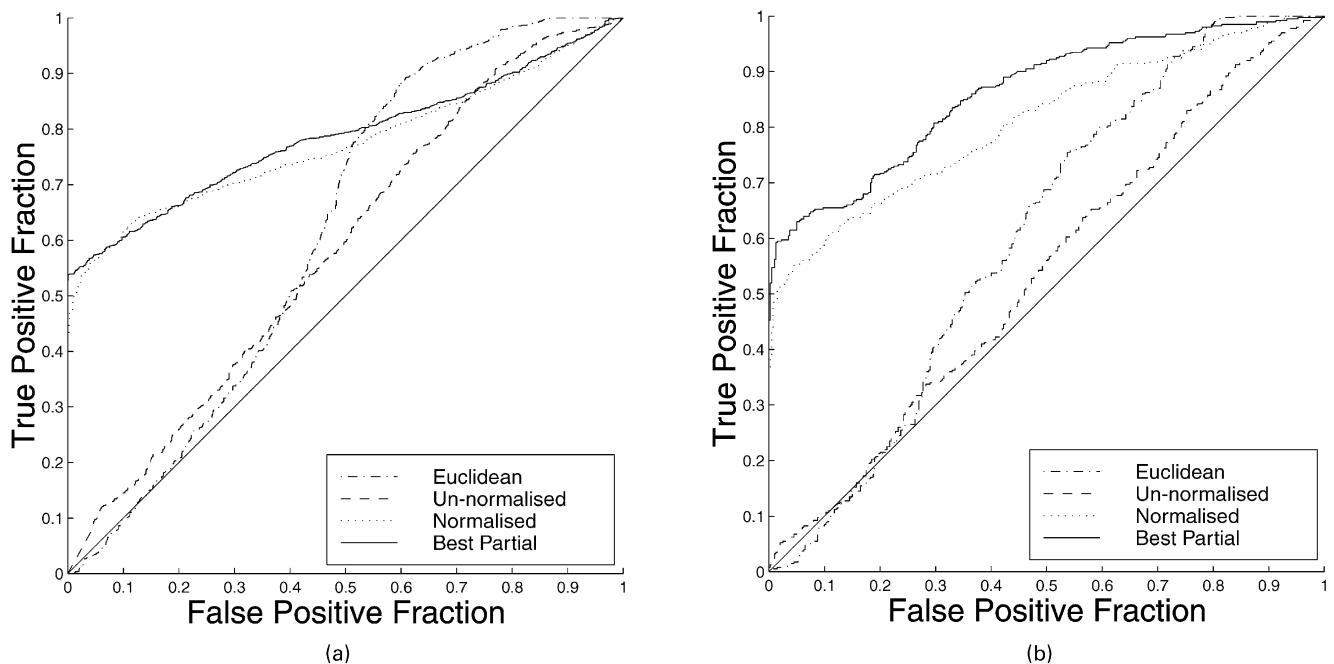 1
0.9
0.8
0.7
0.6
0.5
0.4
0.3
0.2
0.1
0
True Positive Fraction
Euclidean
Un-normalised
Normalised
Best Partial
0 0.1 0.2 0.3 0.4 0.5 0.6 0.7 0.8 0.9 1
False Positive Fraction
(a)
1
0.9
0.8
0.7
0.6
0.5
0.4
0.3
0.2
0.1
0
True Positive Fraction
Euclidean
Un-normalised
Normalised
Best Partial
0 0.1 0.2 0.3 0.4 0.5 0.6 0.7 0.8 0.9 1
False Positive Fraction
(b)